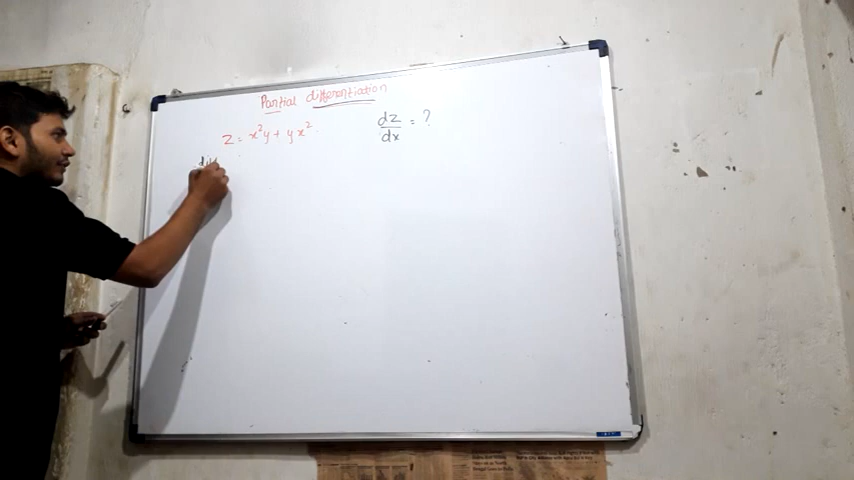 Partial differentiation
z = x²y + yx².
dz/dx = ?